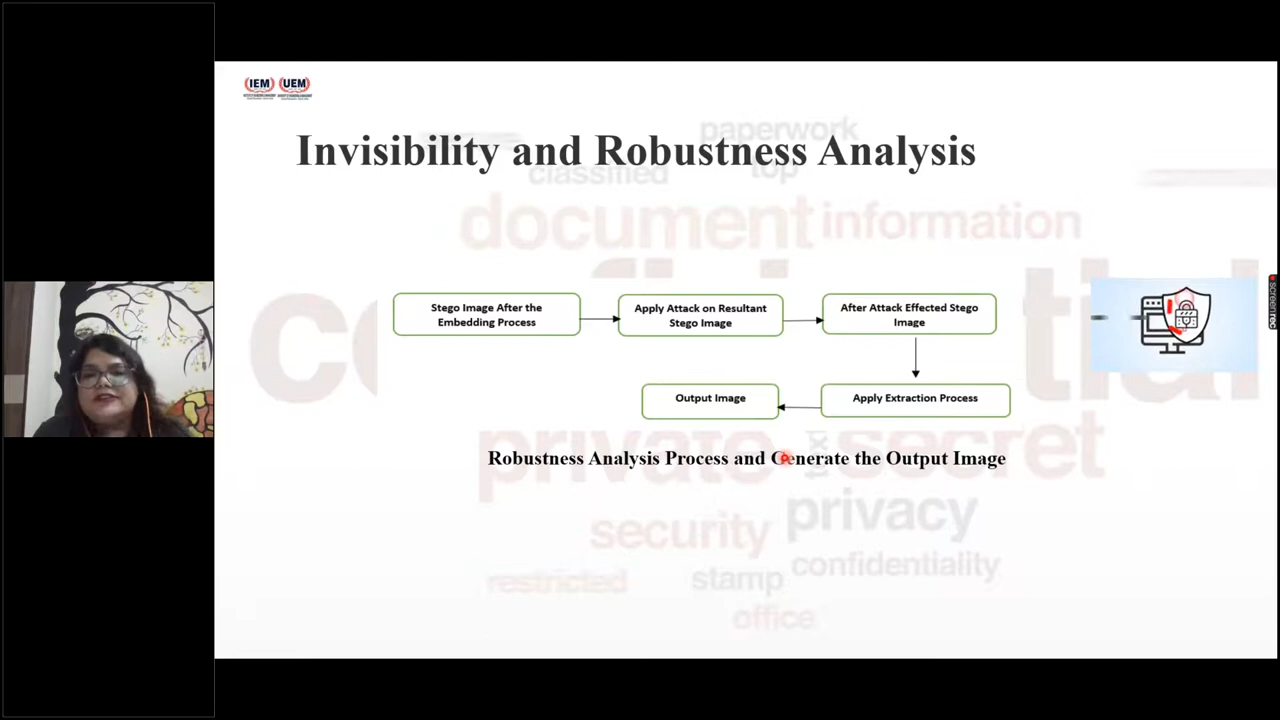 IEM UEM
Invisibility and Robustness Analysis
paperwork
classified top
document information
confidential
Stego Image After the
Embedding Process
Apply Attack on Resultant
Stego Image
After Attack Effected Stego
Image
Apply Extraction Process
Output Image
private secret
Robustness Analysis Process and Generate the Output Image
security privacy
confidentiality
restricted stamp
office
screenrec